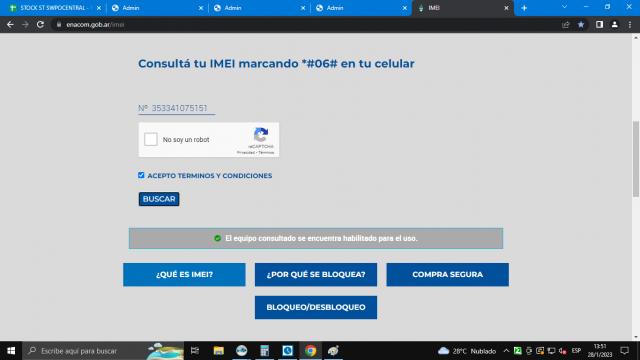 STOCK ST SWPOCENTRAL -
Admin
Admin
Admin
IMEI
enacom.gob.ar/imei
Consultá tu IMEI marcando *#06# en tu celular
Nº 353341075151
No soy un robot
reCAPTCHA
Privacidad - Términos
ACEPTO TERMINOS Y CONDICIONES
BUSCAR
El equipo consultado se encuentra habilitado para el uso.
¿QUÉ ES IMEI?
¿POR QUÉ SE BLOQUEA?
COMPRA SEGURA
BLOQUEO/DESBLOQUEO
Escribe aquí para buscar
28°C Nublado
ESP
13:51
28/1/2023